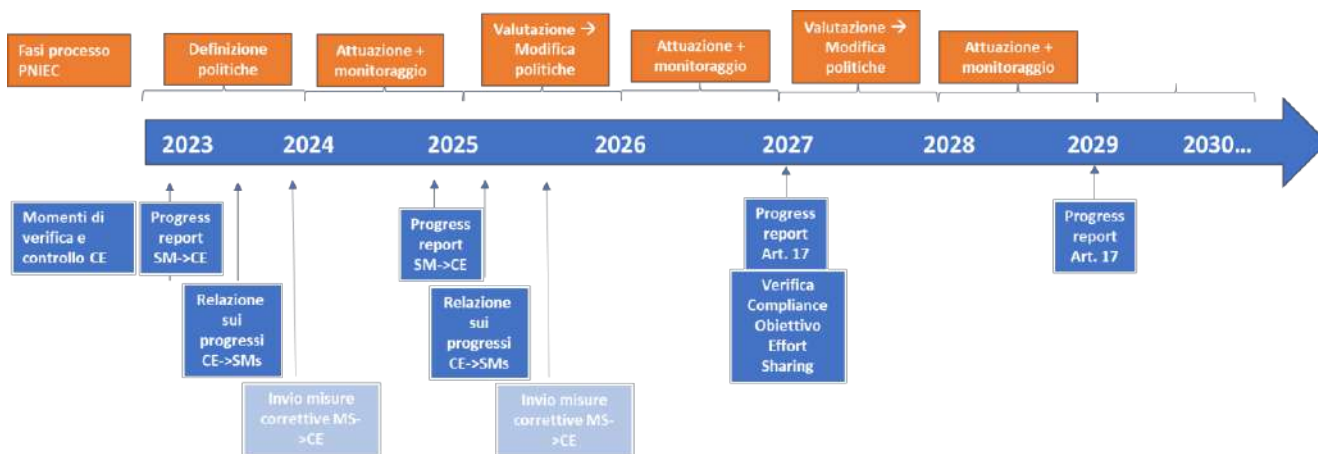 Fasi processo
PNIEC
Definizione
politiche
Attuazione +
monitoraggio
Valutazione →
Modifica
politiche
Attuazione +
monitoraggio
Valutazione →
Modifica
politiche
Attuazione +
monitoraggio
2023
2024
2025
2026
2027
2028
2029
2030...
Momenti di
verifica e
controllo CE
Progress
report
SM->CE
Relazione
sui
progressi
CE->SMs
Invio misure
correttive MS-
>CE
Progress
report
SM->CE
Relazione
sui
progressi
CE->SMs
Invio misure
correttive MS-
>CE
Progress
report
Art. 17
Verifica
Compliance
Obiettivo
Effort
Sharing
Progress
report
Art. 17